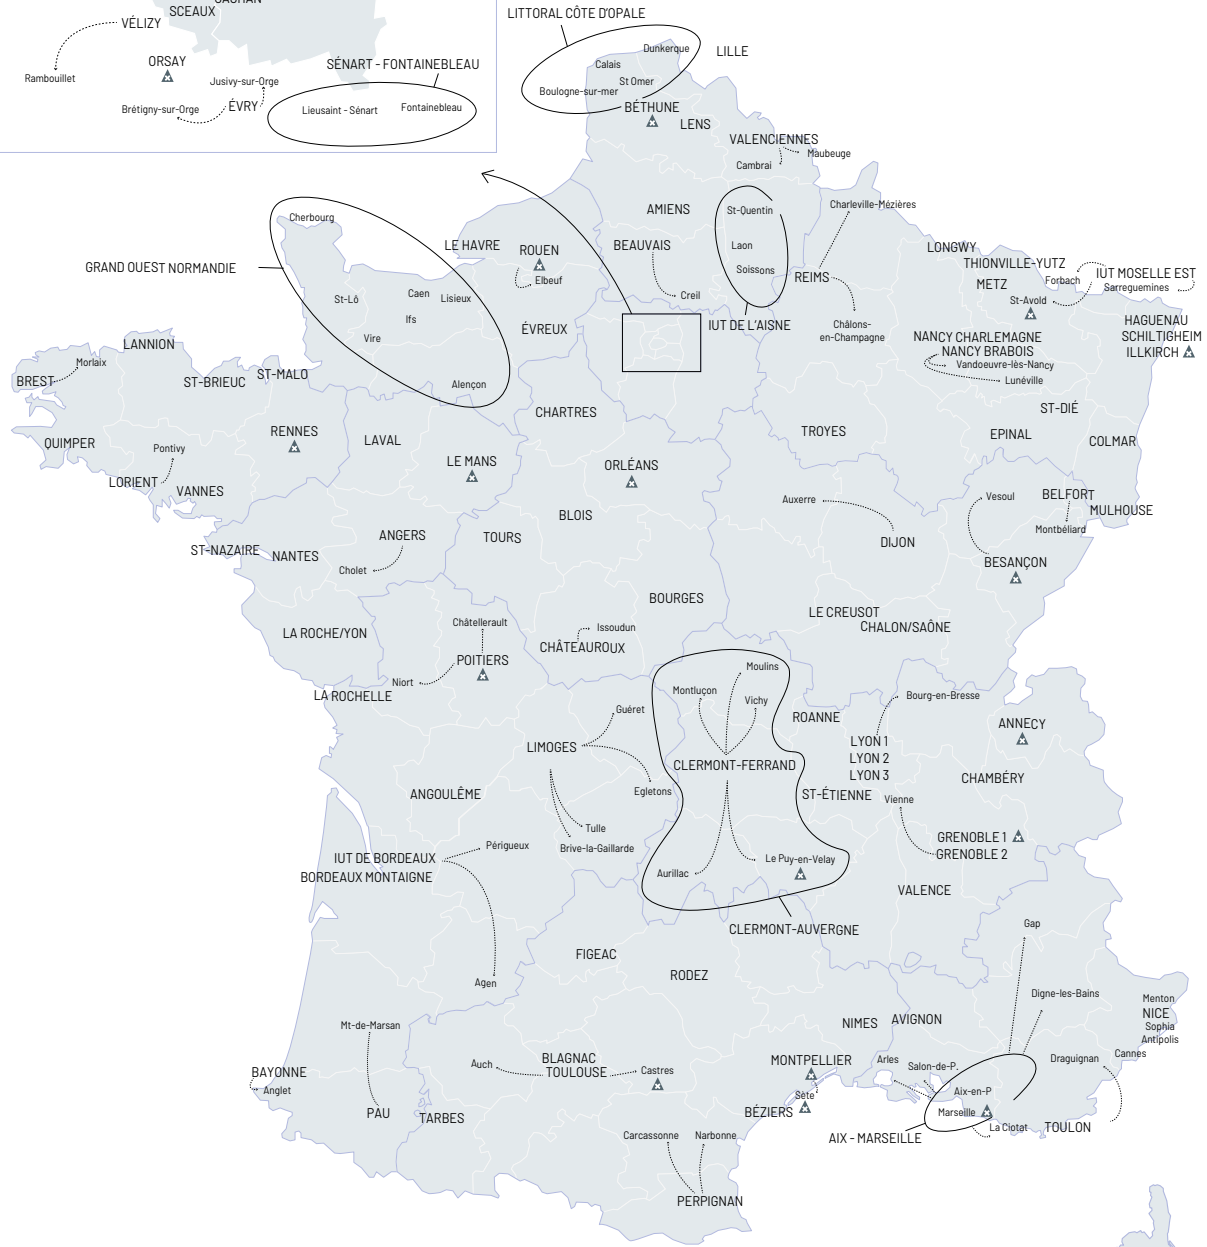 CACHAN
SCEAUX
VÉLIZY
Rambouillet
ORSAY
Jusivy-sur-Orge
Brétigny-sur-Orge
ÉVRY
SÉNART - FONTAINEBLEAU
Lieusaint - Sénart
Fontainebleau
LITTORAL CÔTE D'OPALE
Dunkerque
LILLE
Calais
St Omer
Boulogne-sur-mer
BÉTHUNE
LENS
VALENCIENNES
Maubeuge
Cambrai
Cherbourg
AMIENS
St-Quentin
Charleville-Mézières
LE HAVRE
ROUEN
BEAUVAIS
Laon
LONGWY
THIONVILLE-YUTZ
GRAND OUEST NORMANDIE
Elbeuf
Soissons
REIMS
METZ
Forbach
IUT MOSELLE EST
Sarreguemines
Creil
St-Avold
St-Lô
Caen
Lisieux
Ifs
Vire
ÉVREUX
IUT DE L'AISNE
Châlons-
en-Champagne
HAGUENAU
SCHILTIGHEIM
ILLKIRCH
NANCY CHARLEMAGNE
NANCY BRABOIS
Vandoeuvre-lès-Nancy
Lunéville
LANNION
Morlaix
BREST
ST-BRIEUC
ST-MALO
Alençon
CHARTRES
ST-DIÉ
QUIMPER
Pontivy
RENNES
LAVAL
TROYES
EPINAL
COLMAR
LORIENT
VANNES
LE MANS
ORLÉANS
Auxerre
Vesoul
BELFORT
MULHOUSE
BLOIS
Montbéliard
ST-NAZAIRE
NANTES
ANGERS
TOURS
DIJON
Cholet
BESANÇON
BOURGES
LE CREUSOT
CHALON/SAÔNE
LA ROCHE/YON
Châtellerault
Issoudun
CHÂTEAUROUX
POITIERS
Niort
LA ROCHELLE
Moulins
Montluçon
Vichy
Bourg-en-Bresse
Guéret
ROANNE
ANNECY
LIMOGES
LYON 1
LYON 2
LYON 3
CLERMONT-FERRAND
CHAMBÉRY
ANGOULÊME
Egletons
ST-ÉTIENNE
Vienne
Tulle
Brive-la-Gaillarde
GRENOBLE 1
GRENOBLE 2
Périgueux
IUT DE BORDEAUX
BORDEAUX MONTAIGNE
Le Puy-en-Velay
Aurillac
VALENCE
CLERMONT-AUVERGNE
Gap
FIGEAC
RODEZ
Agen
Digne-les-Bains
Menton
NICE
Sophia
Antipolis
Cannes
Mt-de-Marsan
NIMES
AVIGNON
BAYONNE
Anglet
Auch
BLAGNAC
TOULOUSE
Castres
MONTPELLIER
Sète
BÉZIERS
Arles
Salon-de-P.
Draguignan
Aix-en-P
Marseille
La Ciotat
TOULON
AIX - MARSEILLE
PAU
TARBES
Carcassonne
Narbonne
PERPIGNAN